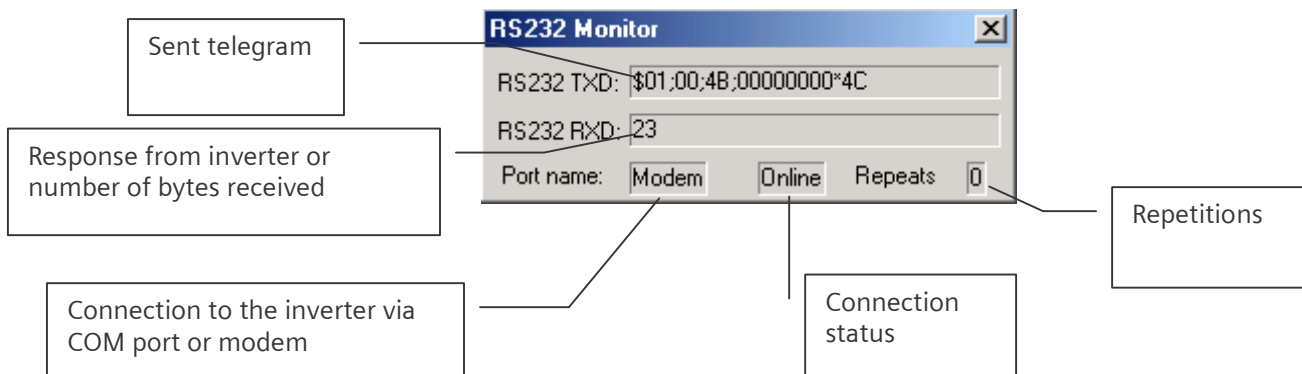 Sent telegram
RS232 Monitor
RS232 TXD: $01;00;4B;00000000*4C
RS232 RXD: 23
Port name: Modem Online Repeats 0
Response from inverter or
number of bytes received
Repetitions
Connection to the inverter via
COM port or modem
Connection
status